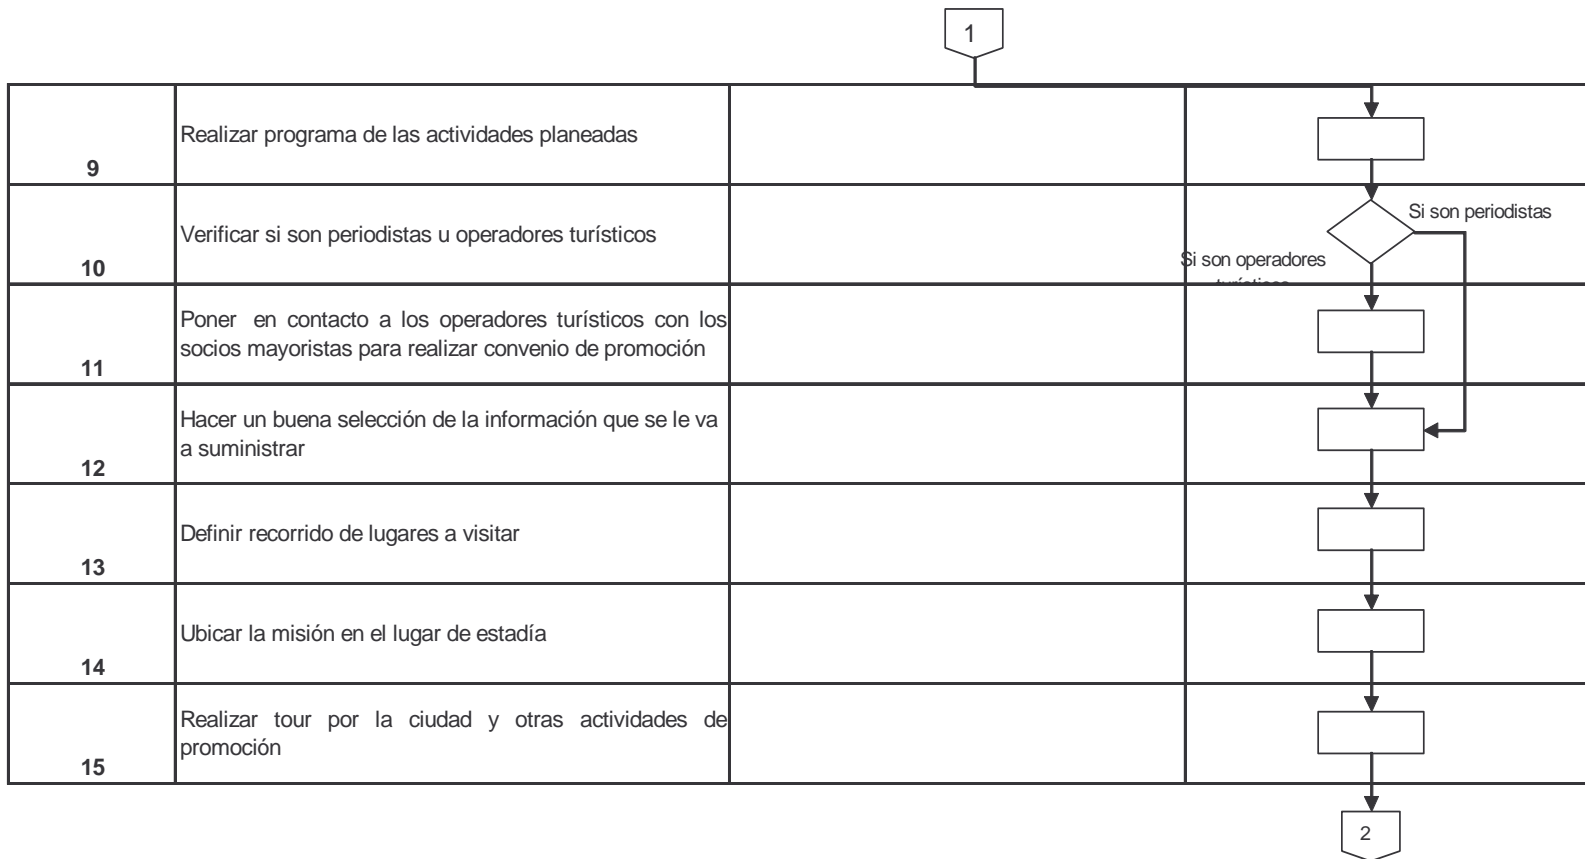 1
Realizar programa de las actividades planeadas
9
Si son periodistas
Verificar si son periodistas u operadores turísticos
10
Si son operadores
Poner en contacto a los operadores turísticos con los
socios mayoristas para realizar convenio de promoción
11
Hacer un buena selección de la información que se le va
a suministrar
12
Definir recorrido de lugares a visitar
13
Ubicar la misión en el lugar de estadía
14
Realizar tour por la ciudad y otras actividades de
promoción
15
2